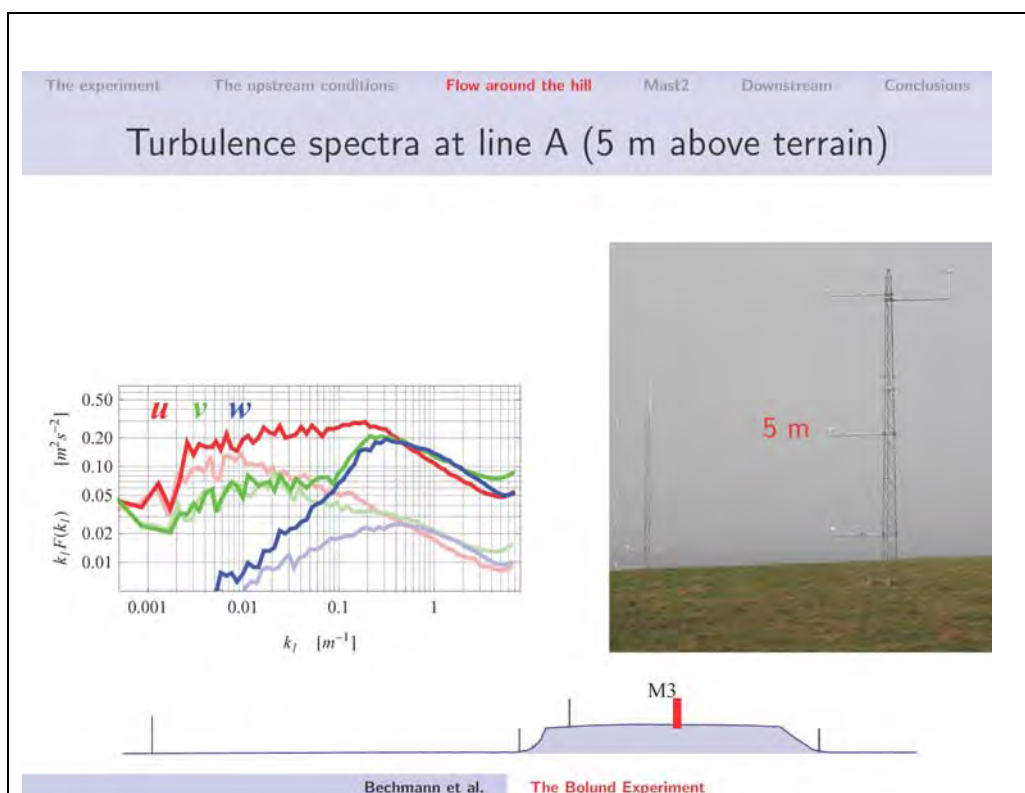 The experiment The upstream conditions Flow around the hill Mast2 Downstream Conclusions
Turbulence spectra at line A (5 m above terrain)
u v w
k₁F(k₁) [m²s⁻²]
0.50
0.20
0.10
0.05
0.02
0.01
0.001 0.01 0.1 1
k₁ [m⁻¹]
5 m
M3
Bechmann et al. The Bolund Experiment